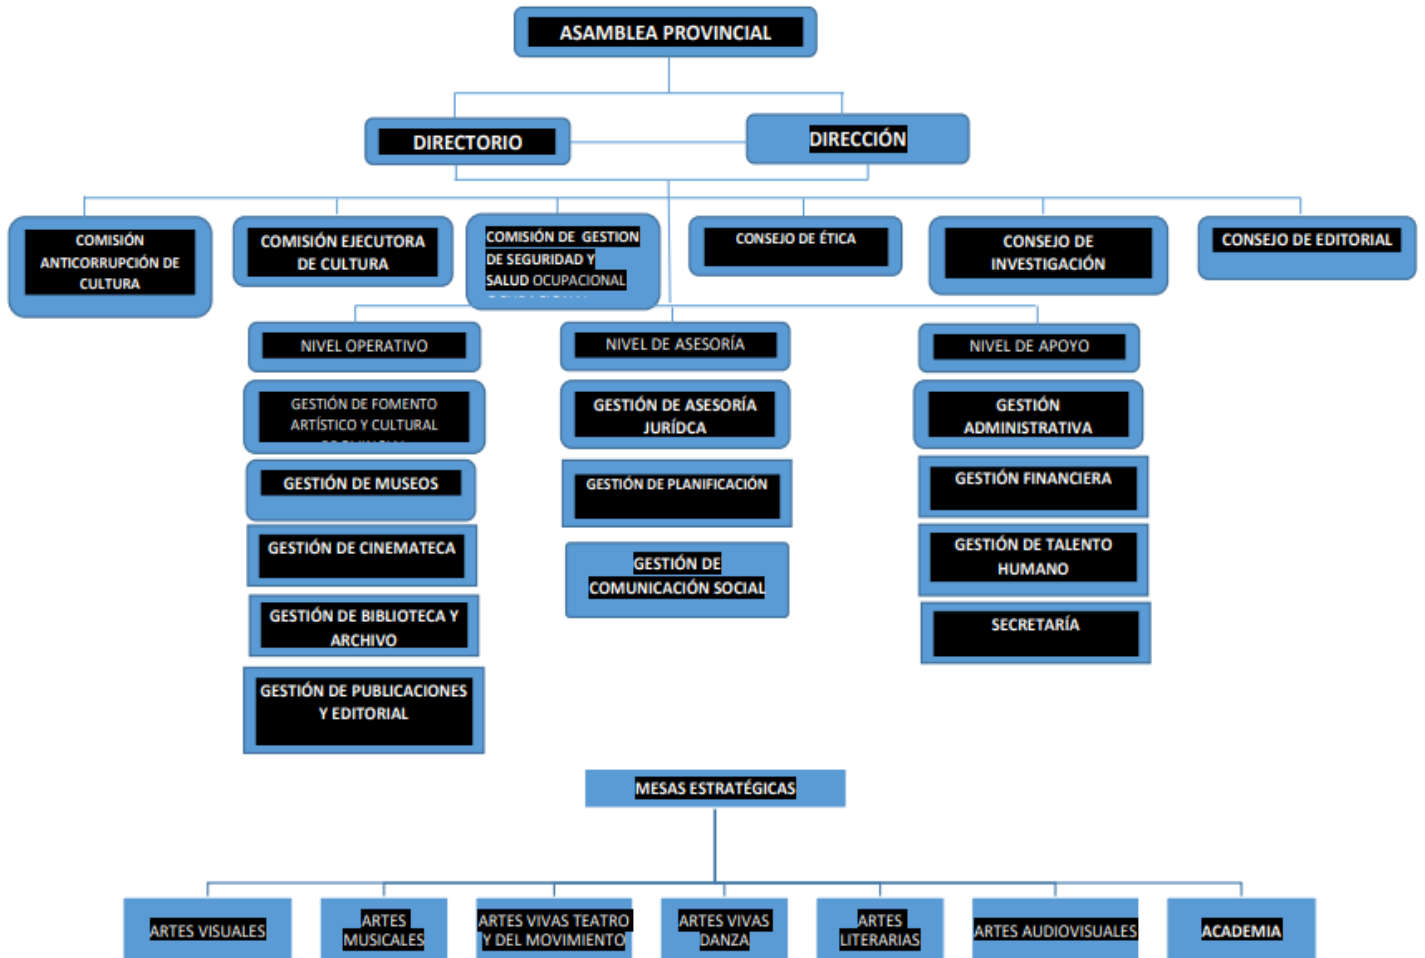 ASAMBLEA PROVINCIAL
DIRECTORIO
DIRECCIÓN
COMISIÓN
ANTICORRUPCIÓN DE
CULTURA
COMISIÓN EJECUTORA
DE CULTURA
COMISIÓN DE GESTION
DE SEGURIDAD Y
SALUD OCUPACIONAL
CONSEJO DE ÉTICA
CONSEJO DE
INVESTIGACIÓN
CONSEJO DE EDITORIAL
NIVEL OPERATIVO
GESTIÓN DE FOMENTO
ARTÍSTICO Y CULTURAL
GESTIÓN DE MUSEOS
GESTIÓN DE CINEMATECA
GESTIÓN DE BIBLIOTECA Y
ARCHIVO
GESTIÓN DE PUBLICACIONES
Y EDITORIAL
NIVEL DE ASESORÍA
GESTIÓN DE ASESORÍA
JURÍDCA
GESTIÓN DE PLANIFICACIÓN
GESTIÓN DE
COMUNICACIÓN SOCIAL
NIVEL DE APOYO
GESTIÓN
ADMINISTRATIVA
GESTIÓN FINANCIERA
GESTIÓN DE TALENTO
HUMANO
SECRETARÍA
MESAS ESTRATÉGICAS
ARTES VISUALES
ARTES
MUSICALES
ARTES VIVAS TEATRO
Y DEL MOVIMIENTO
ARTES VIVAS
DANZA
ARTES
LITERARIAS
ARTES AUDIOVISUALES
ACADEMIA